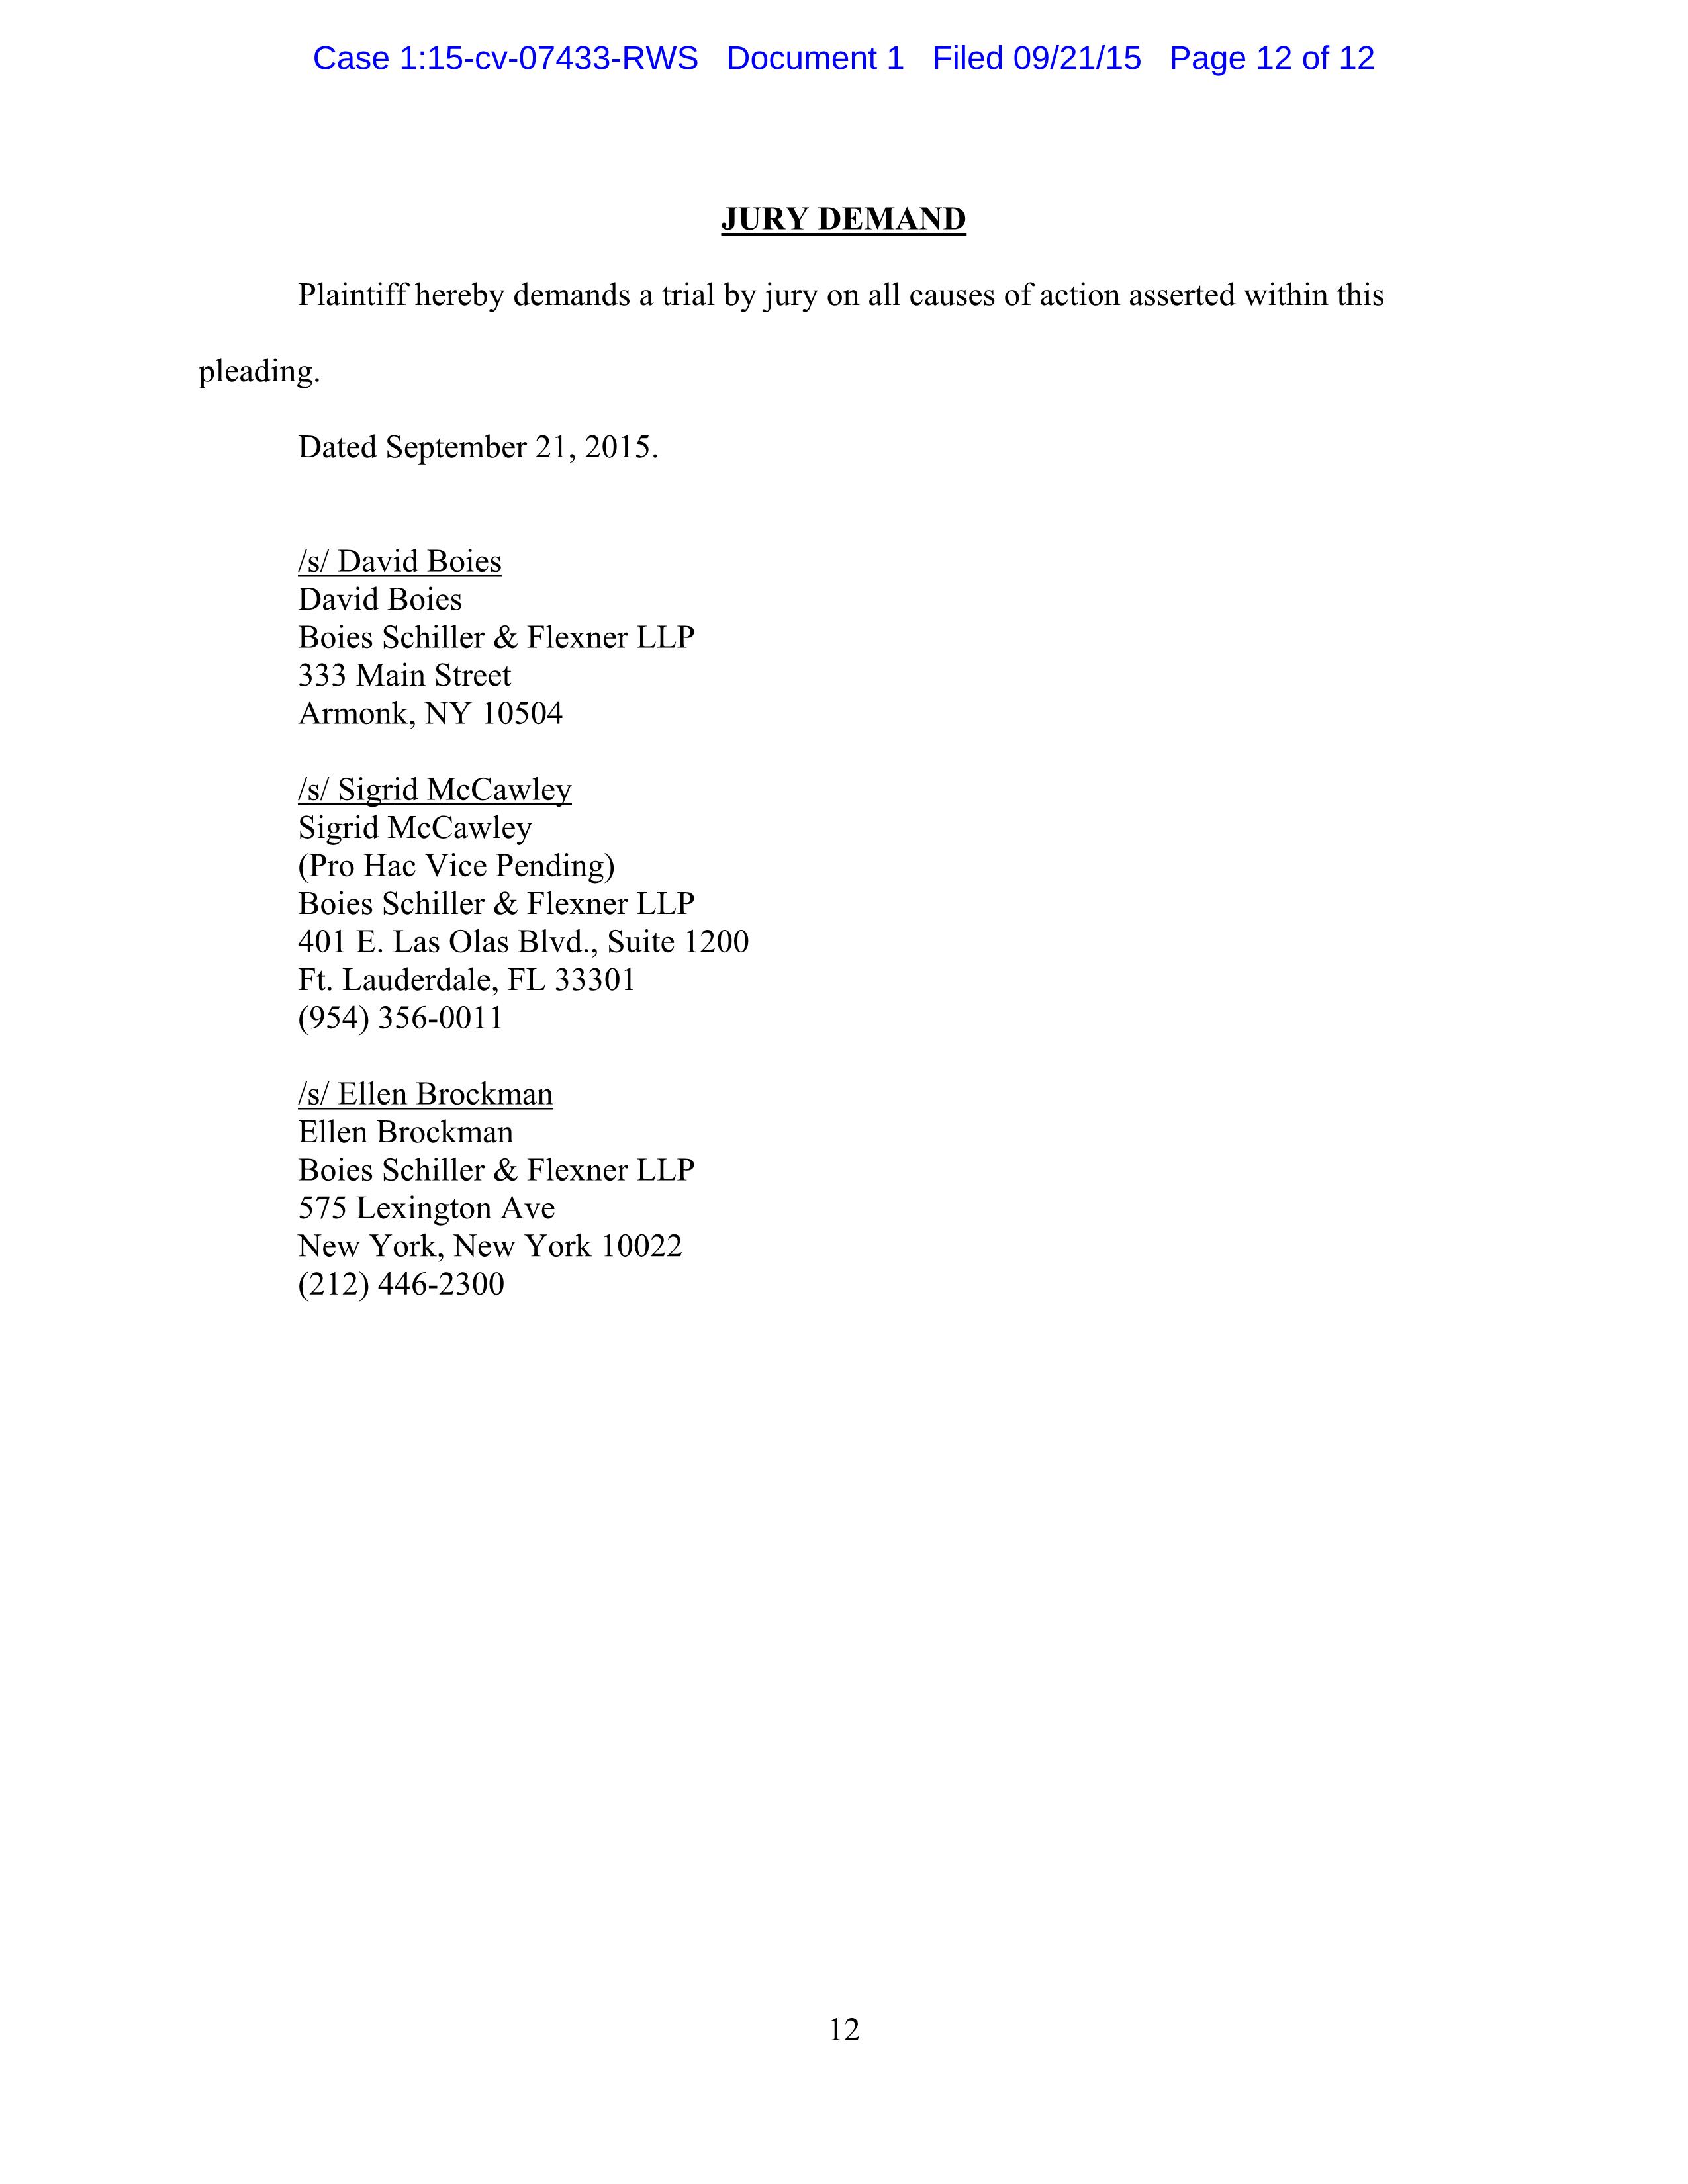 Case 1:15-cv-07433-RWS Document 1 Filed 09/21/15 Page 12 of 12
JURY DEMAND
Plaintiff hereby demands a trial by jury on all causes of action asserted within this
pleading.
Dated September 21, 2015.
/s/ David Boies
David Boies
Boies Schiller & Flexner LLP
333 Main Street
Armonk, NY 10504
/s/ Sigrid McCawley
Sigrid McCawley
(Pro Hac Vice Pending)
Boies Schiller & Flexner LLP
401 E. Las Olas Blvd., Suite 1200
Ft. Lauderdale, FL 33301
(954) 356-0011
/s/ Ellen Brockman
Ellen Brockman
Boies Schiller & Flexner LLP
575 Lexington Ave
New York, New York 10022
(212) 446-2300
12